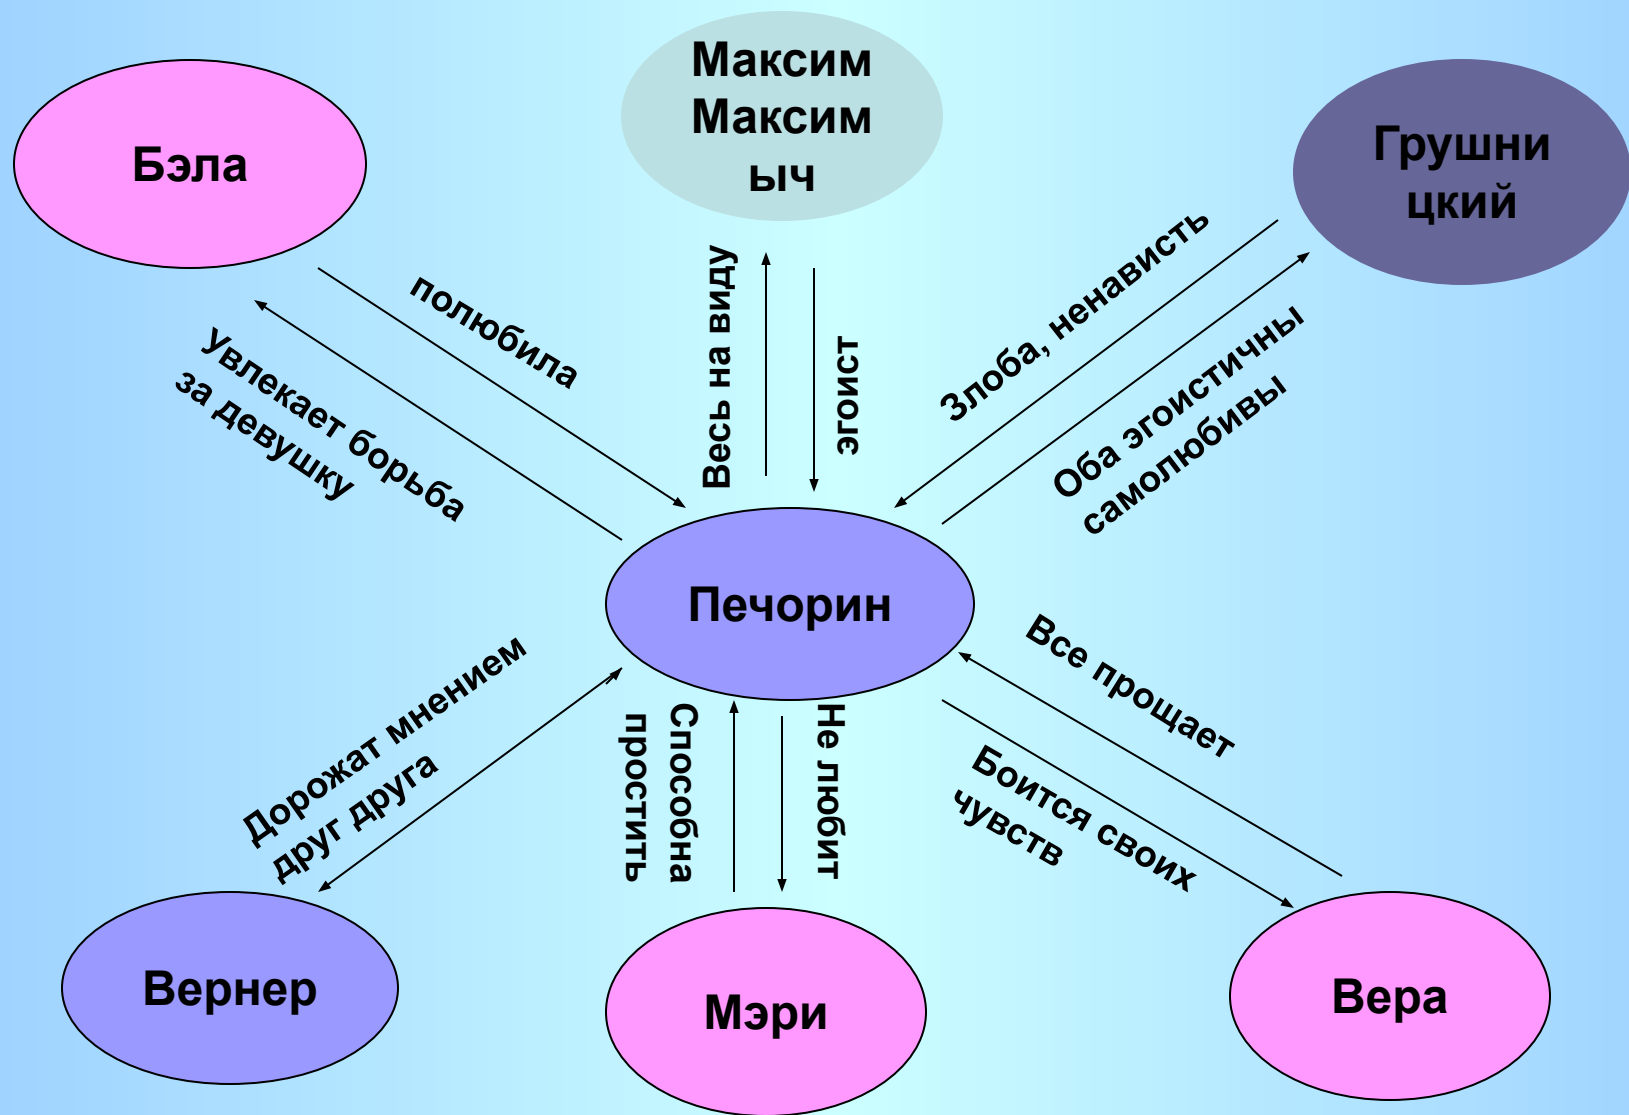 Максим
Максим
ыч
Бэла
Грушни
цкий
полюбила
Увлекает борьба
за девушку
Весь на виду
эгоист
Злоба, ненависть
Оба эгоистичны
самолюбивы
Печорин
Дорожат мнением
друг друга
Способна
простить
Не любит
Все прощает
Боится своих
чувств
Вернер
Мэри
Вера